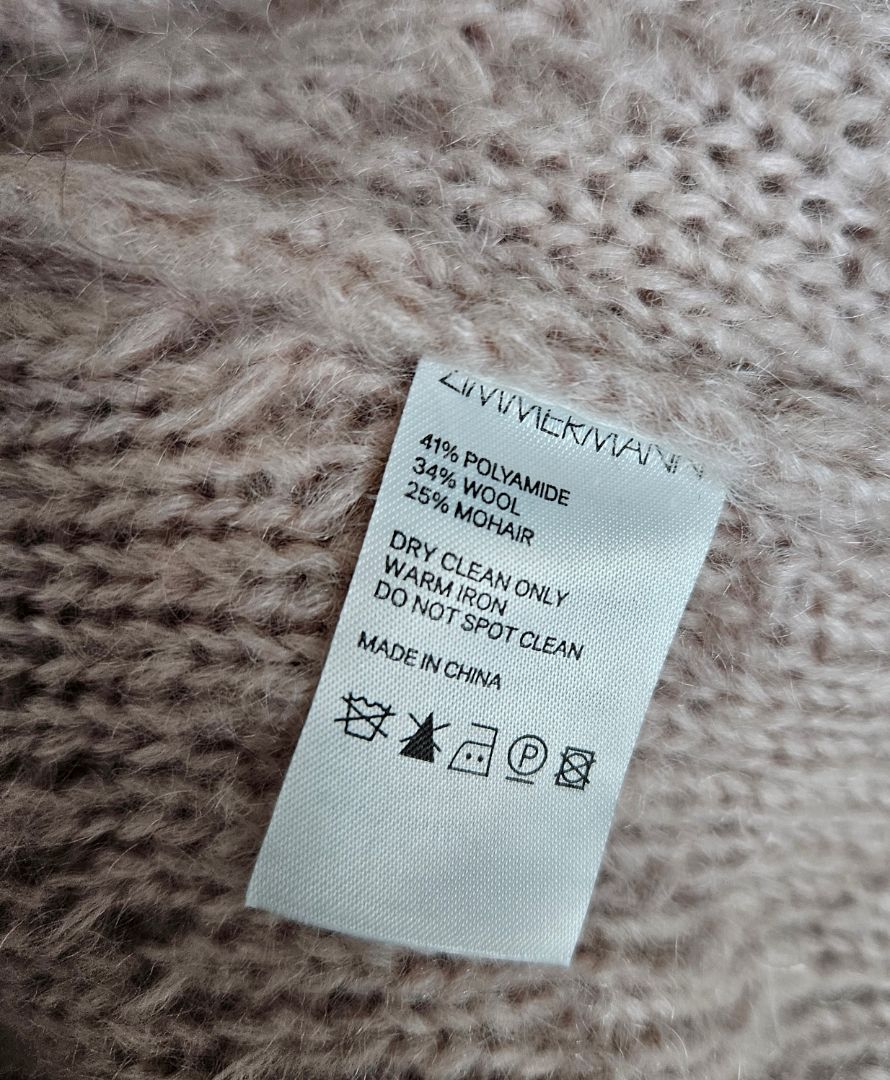 ZIMMERMANN
41% POLYAMIDE
34% WOOL
25% MOHAIR
DRY CLEAN ONLY
WARM IRON
DO NOT SPOT CLEAN
MADE IN CHINA
P